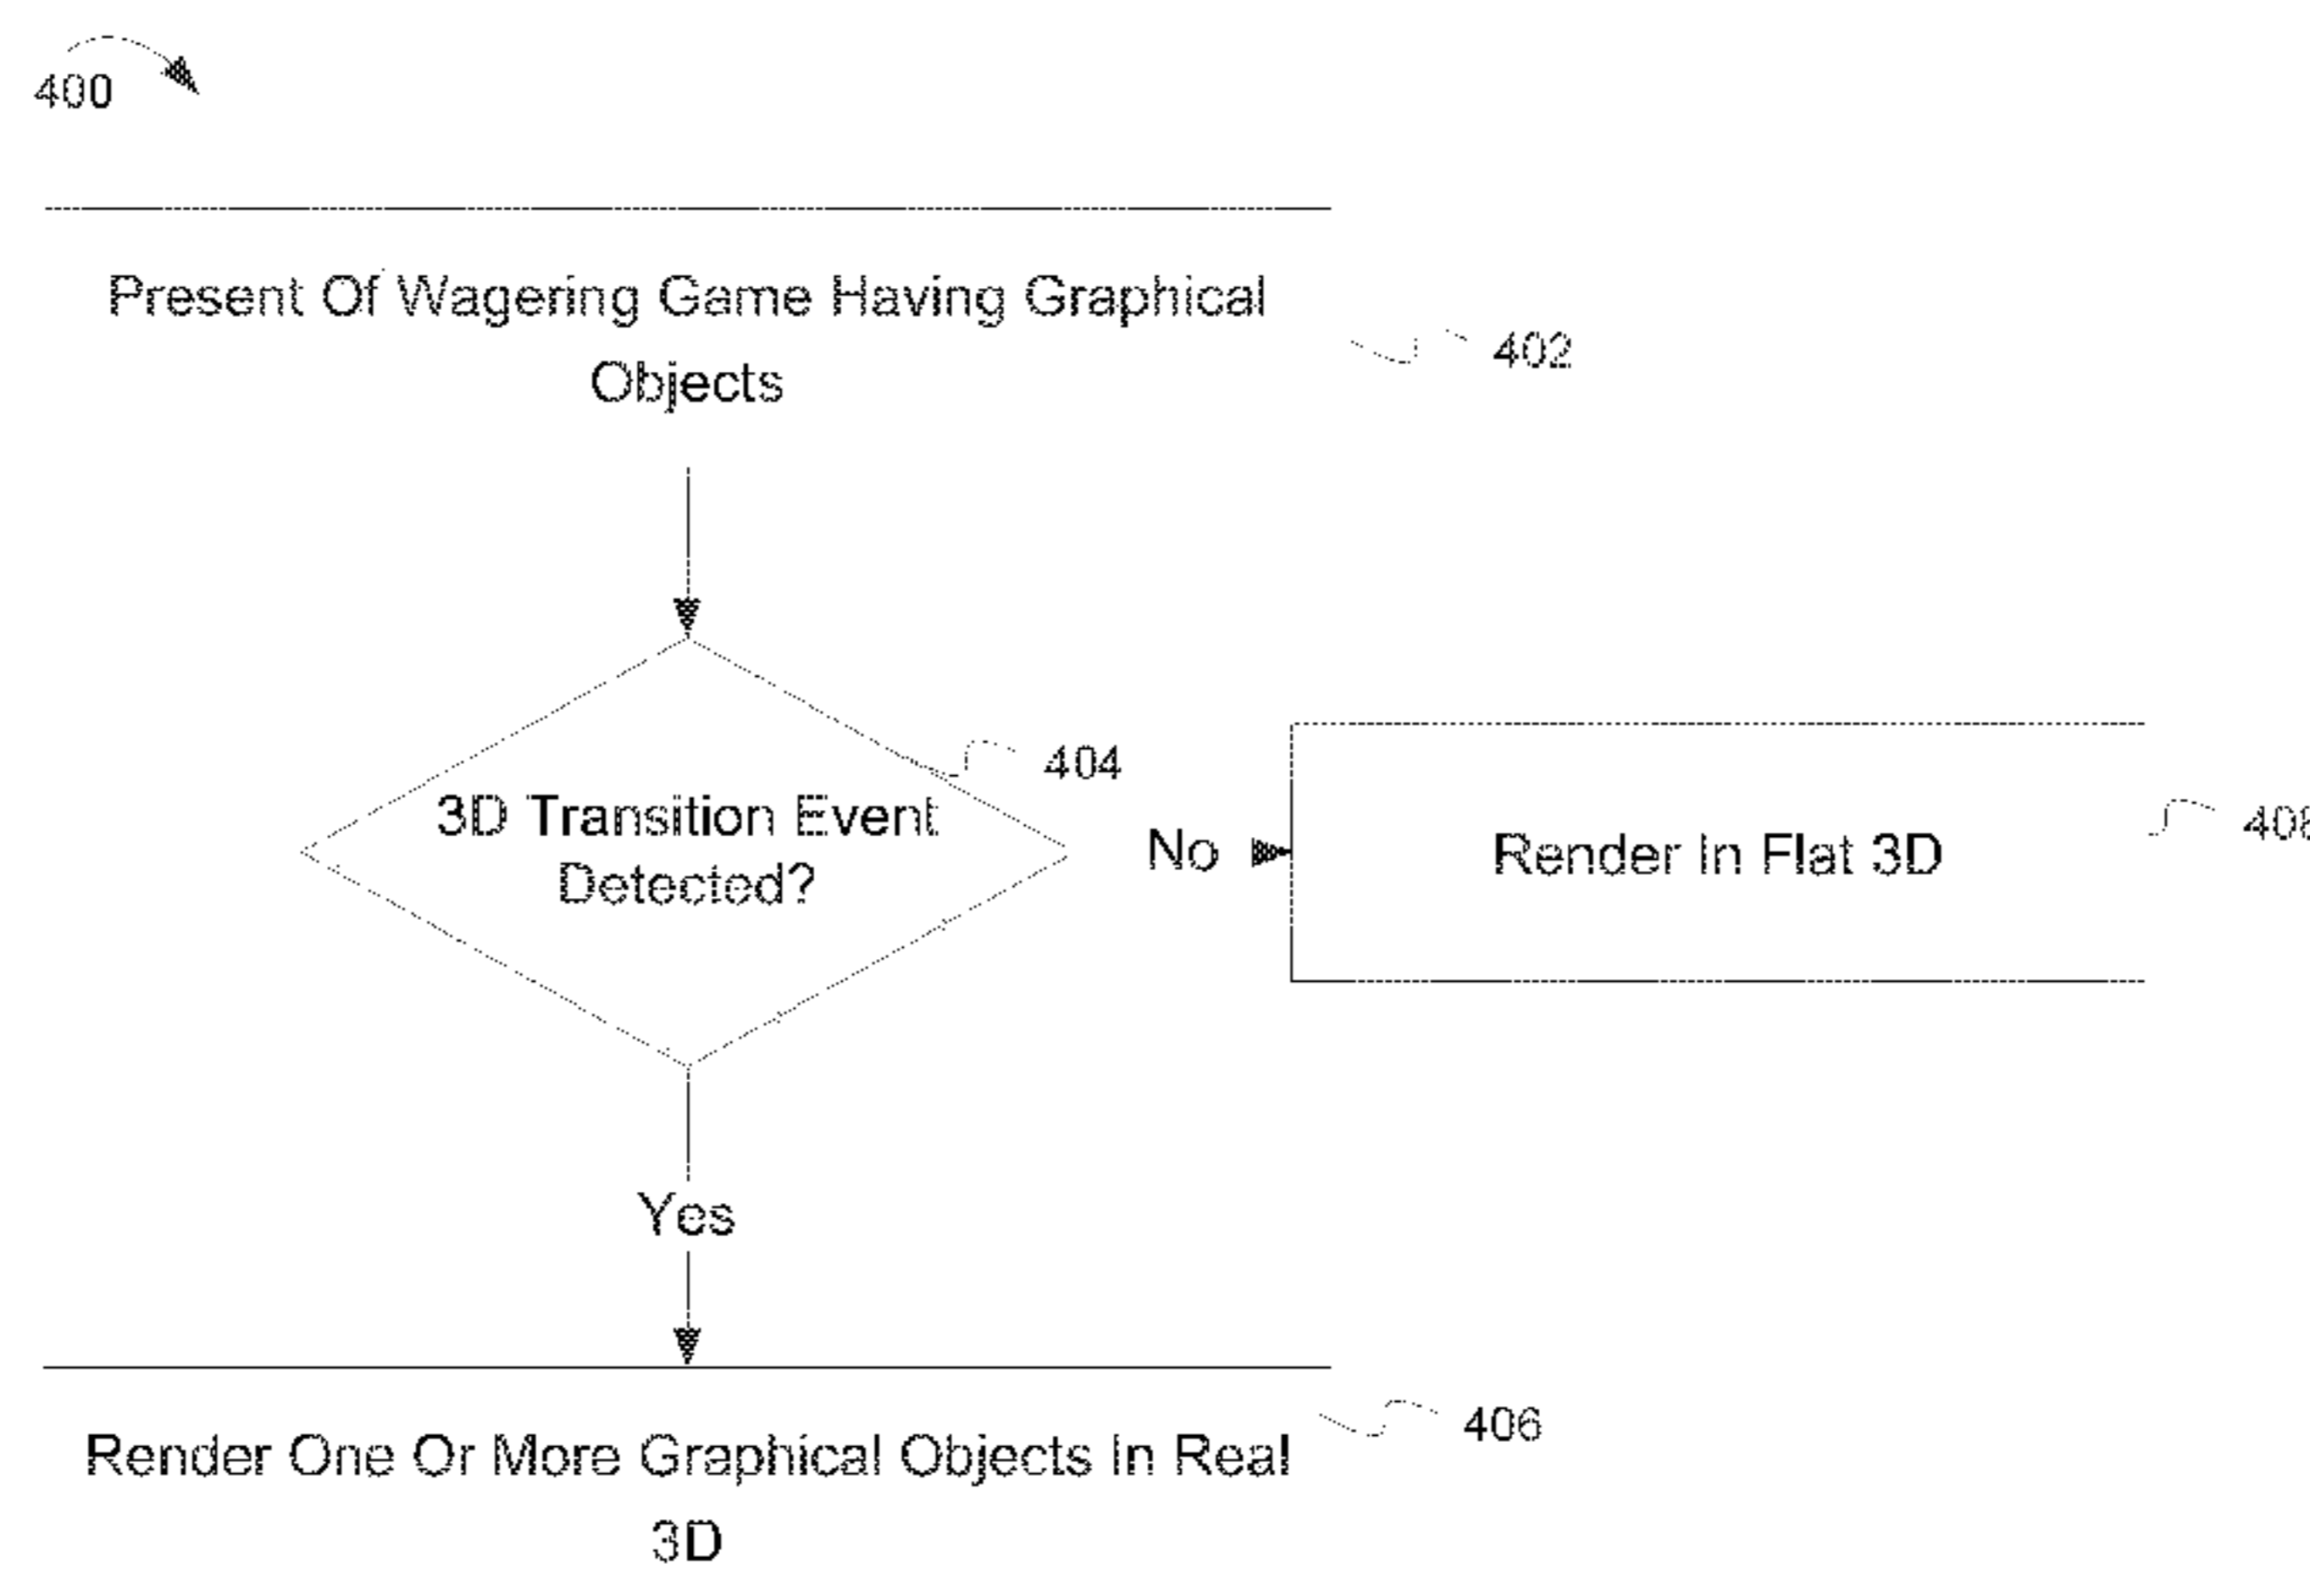 400
Present Of Wagering Game Having Graphical
Objects
402
404
3D Transition Event
Detected?
No
Render In Flat 3D
408
Yes
406
Render One Or More Graphical Objects In Real
3D